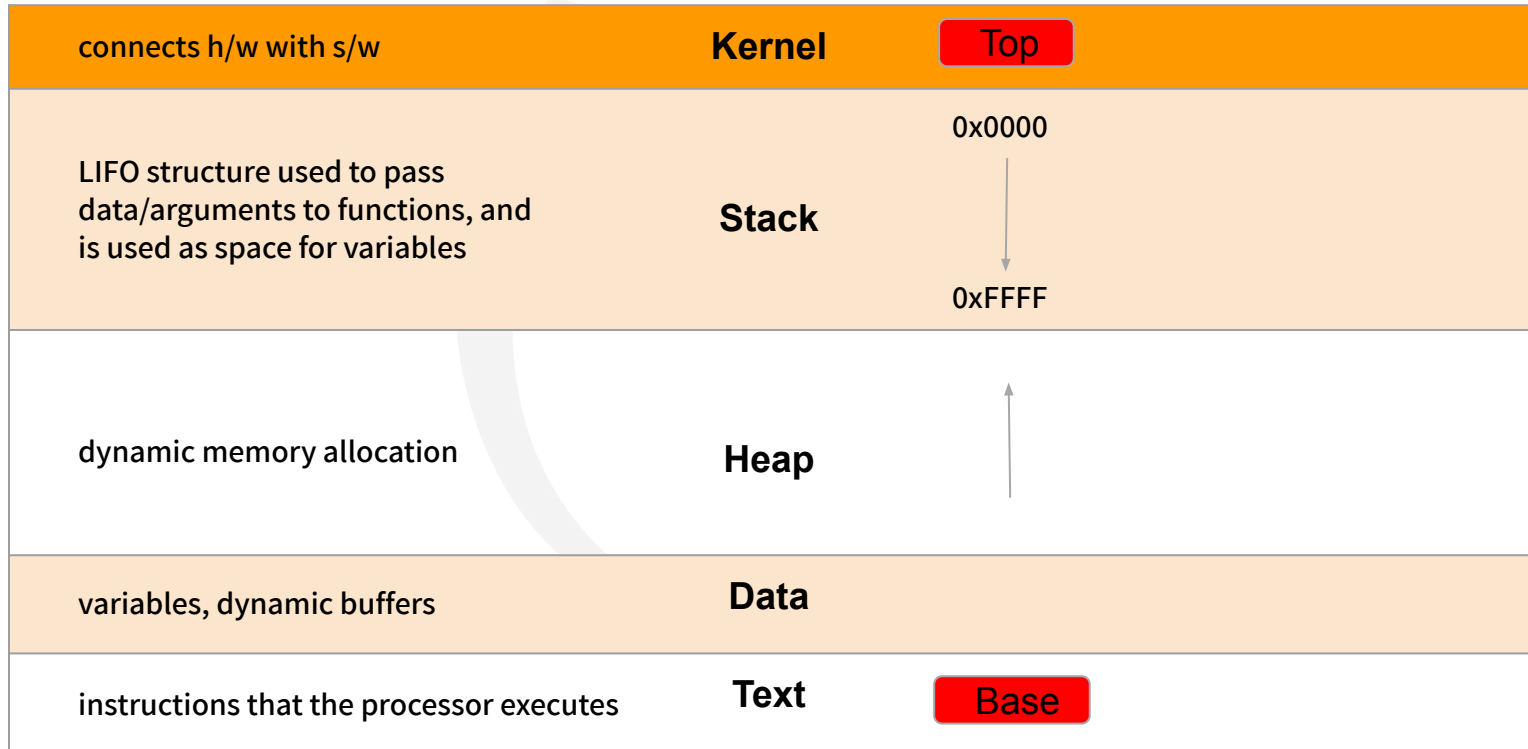 connects h/w with s/w
Kernel
Top
LIFO structure used to pass
data/arguments to functions, and
is used as space for variables
Stack
0x0000
0xFFFF
dynamic memory allocation
Heap
variables, dynamic buffers
Data
instructions that the processor executes
Text
Base